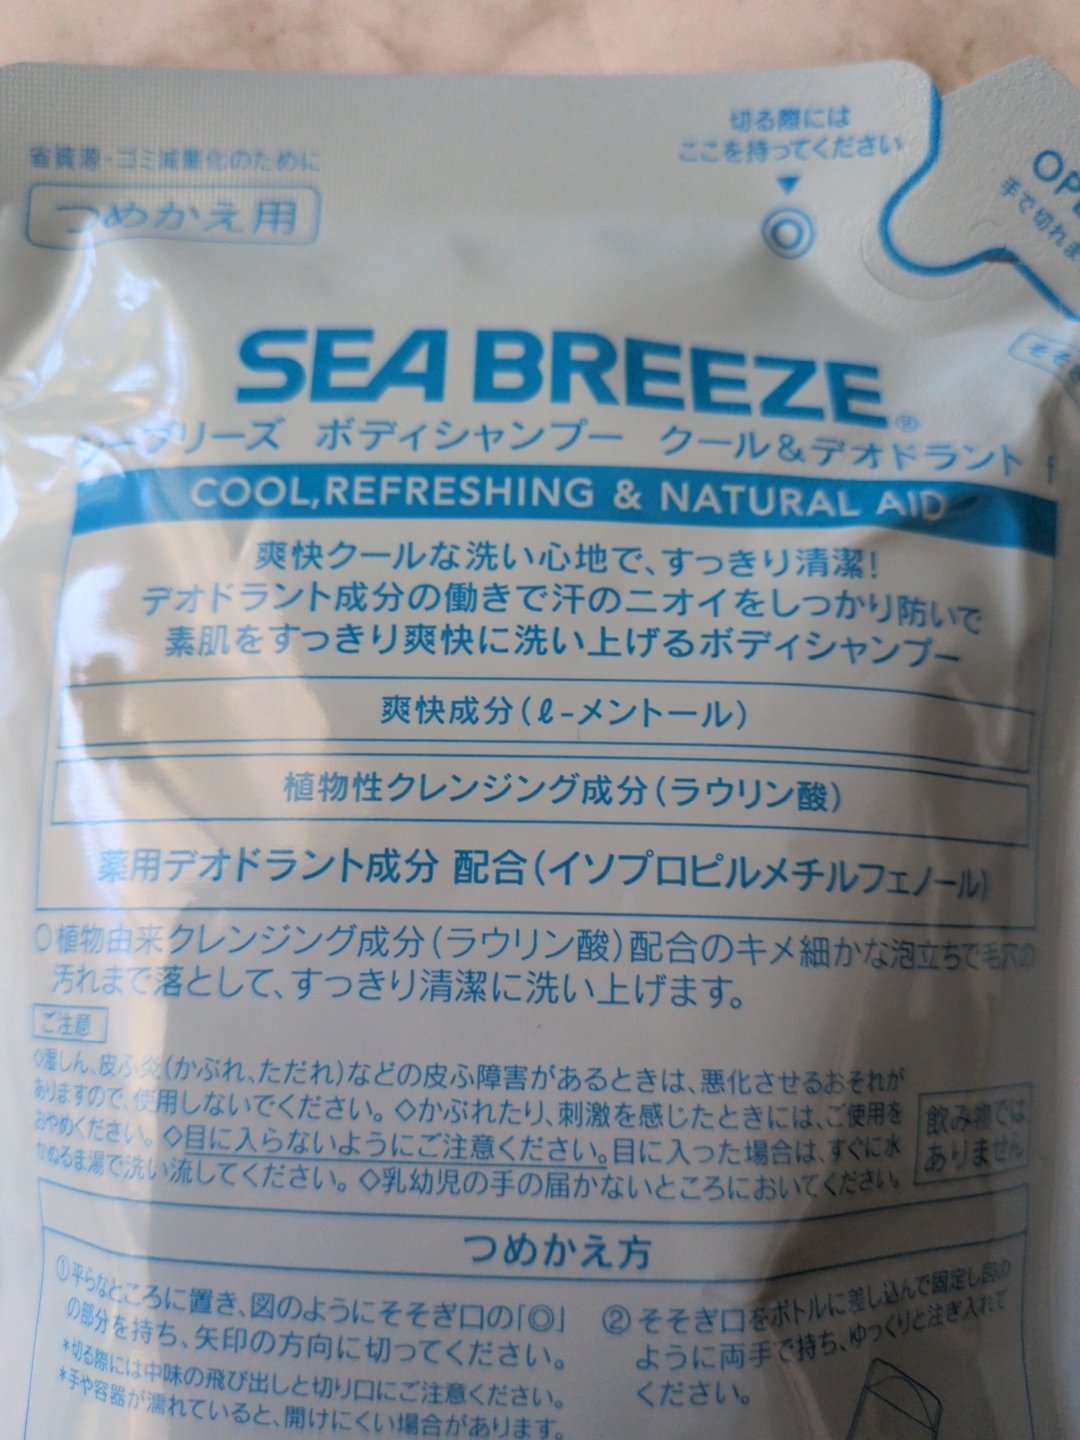 省資源・ゴミ減量化のために
つめかえ用
切る際には
ここを持ってください
手で切れま
SEA BREEZE®
シーブリーズ ボディシャンプー クール&デオドラント f
COOL,REFRESHING & NATURAL AID
爽快クールな洗い心地で、すっきり清潔!
デオドラント成分の働きで汗のニオイをしっかり防いで
素肌をすっきり爽快に洗い上げるボディシャンプー
爽快成分(ℓ-メントール)
植物性クレンジング成分(ラウリン酸)
薬用デオドラント成分 配合(イソプロピルメチルフェノール)
○植物由来クレンジング成分(ラウリン酸)配合のキメ細かな泡立ちで毛穴の
汚れまで落として、すっきり清潔に洗い上げます。
ご注意
◇湿しん、皮ふ炎(かぶれ、ただれ)などの皮ふ障害があるときは、悪化させるおそれが
ありますので、使用しないでください。◇かぶれたり、刺激を感じたときには、ご使用を
おやめください。◇目に入らないようにご注意ください。目に入った場合は、すぐに水
かぬるま湯で洗い流してください。◇乳幼児の手の届かないところにおいてください。
飲み物では
ありません
つめかえ方
①平らなところに置き、図のようにそそぎ口の「◎」
の部分を持ち、矢印の方向に切ってください。
*切る際には中味の飛び出しと切り口にご注意ください。
*手や容器が濡れていると、開けにくい場合があります。
②そそぎ口をボトルに差し込んで固定し図の
ように両手で持ち、ゆっくりと注ぎ入れて
ください。